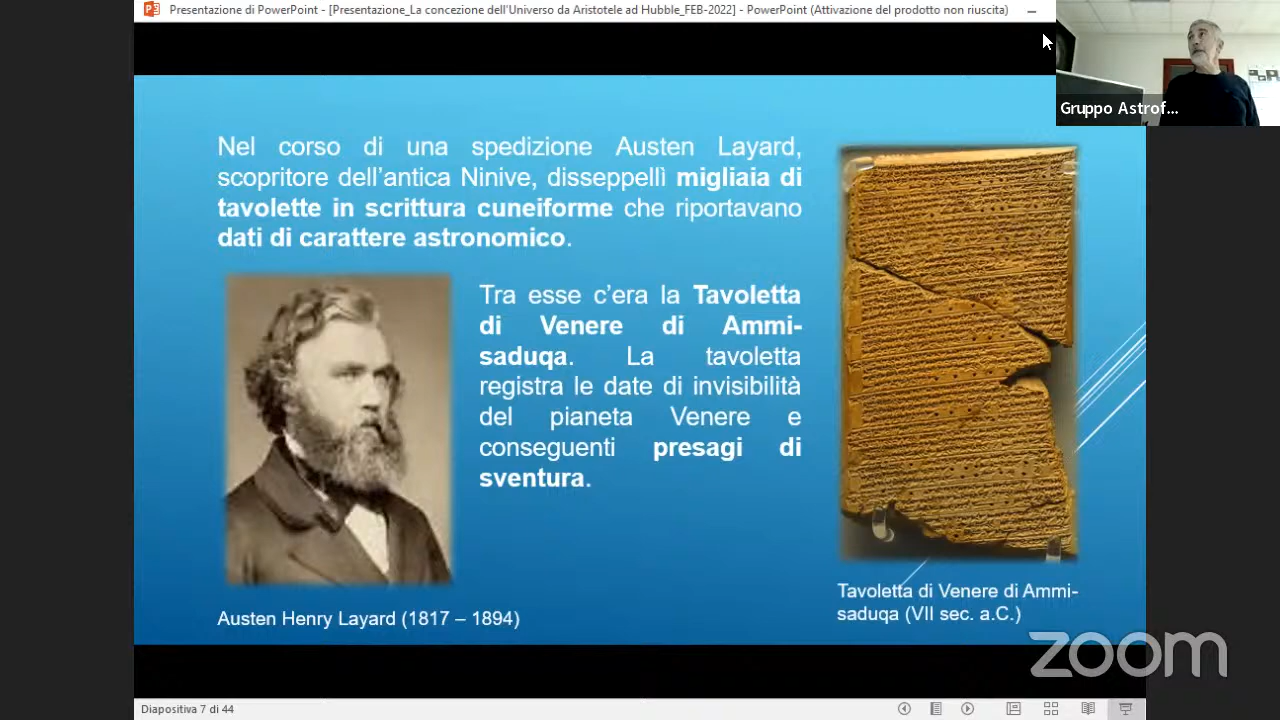 Presentazione di PowerPoint - [Presentazione_La concezione dell'Universo da Aristotele ad Hubble_FEB-2022] - PowerPoint (Attivazione del prodotto non riuscita)
Gruppo Astrof...
Nel corso di una spedizione Austen Layard,
scopritore dell'antica Ninive, disseppellì migliaia di
tavolette in scrittura cuneiforme che riportavano
dati di carattere astronomico.
Tra esse c'era la Tavoletta
di Venere di Ammi-
saduqa. La tavoletta
registra le date di invisibilità
del pianeta Venere e
conseguenti presagi di
sventura.
Austen Henry Layard (1817 – 1894)
Tavoletta di Venere di Ammi-
saduqa (VII sec. a.C.)
zoom
Diapositiva 7 di 44